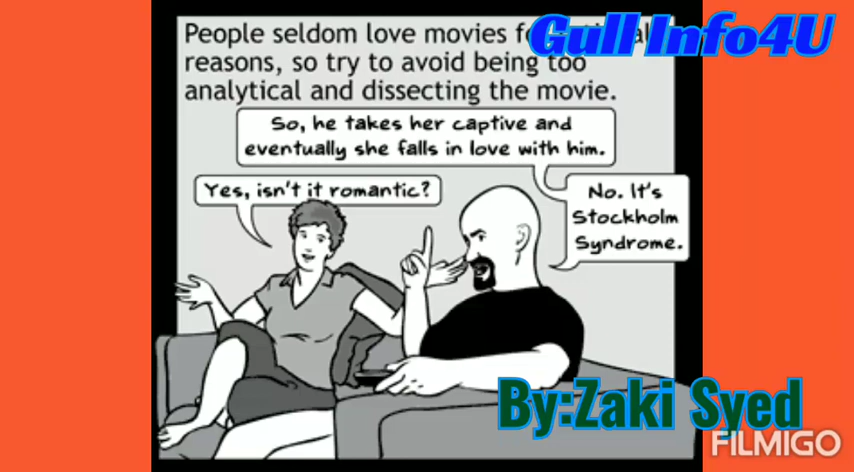 People seldom love movies
Gull Info4U
reasons, so try to avoid being too
analytical and dissecting the movie.
So, he takes her captive and
eventually she falls in love with him.
Yes, isn't it romantic?
No. It's
Stockholm
Syndrome.
By:Zaki Syed
FILMIGO